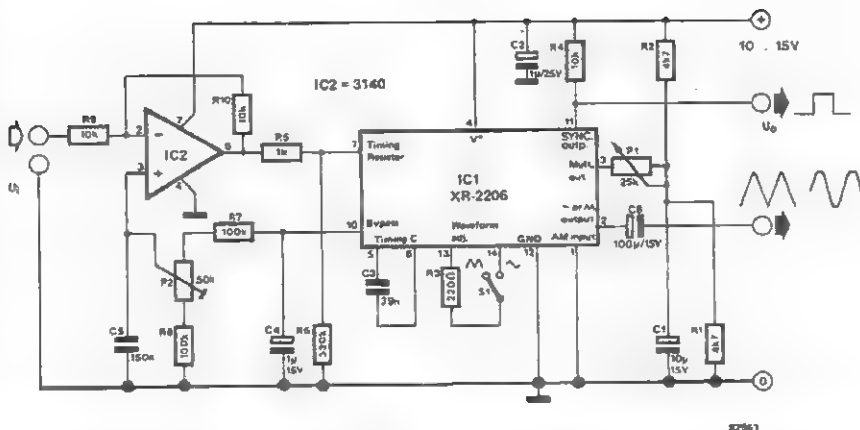 C2
1µ/25V
R4
10k
R2
4k7
+
10 . 15V
IC2 = 3140
R10
10k
R9
10k
2
−
7
IC2
6
3
+
4
R5
1k
Ui
4
V+
11
SYNC.
outp.
7
Timing
Resistor
IC1
XR-2206
Mult.
out
3
P1
25k
Uo
R7
100k
10
Bypass
Timing C
5
6
Waveform
adj.
13
14
GND
12
output
2
AM input
1
C6
100µ/15V
P2
50k
C3
39n
R3
220Ω
S1
C5
150n
R8
100k
C4
1µ
15V
R6
C1
10µ
15V
R1
4k7
0